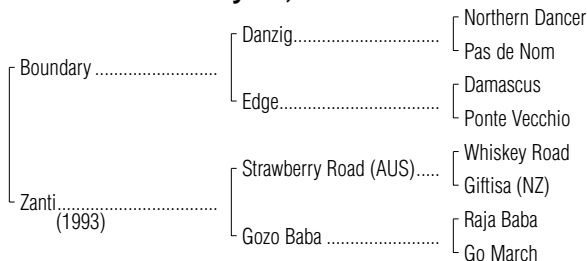 Northern Dancer
Danzig..................................
Pas de Nom
Boundary ............................
Damascus
Edge.....................................
Ponte Vecchio
Whiskey Road
Strawberry Road (AUS).....
Giftisa (NZ)
Zanti.....................................
(1993)
Raja Baba
Gozo Baba ..........................
Go March